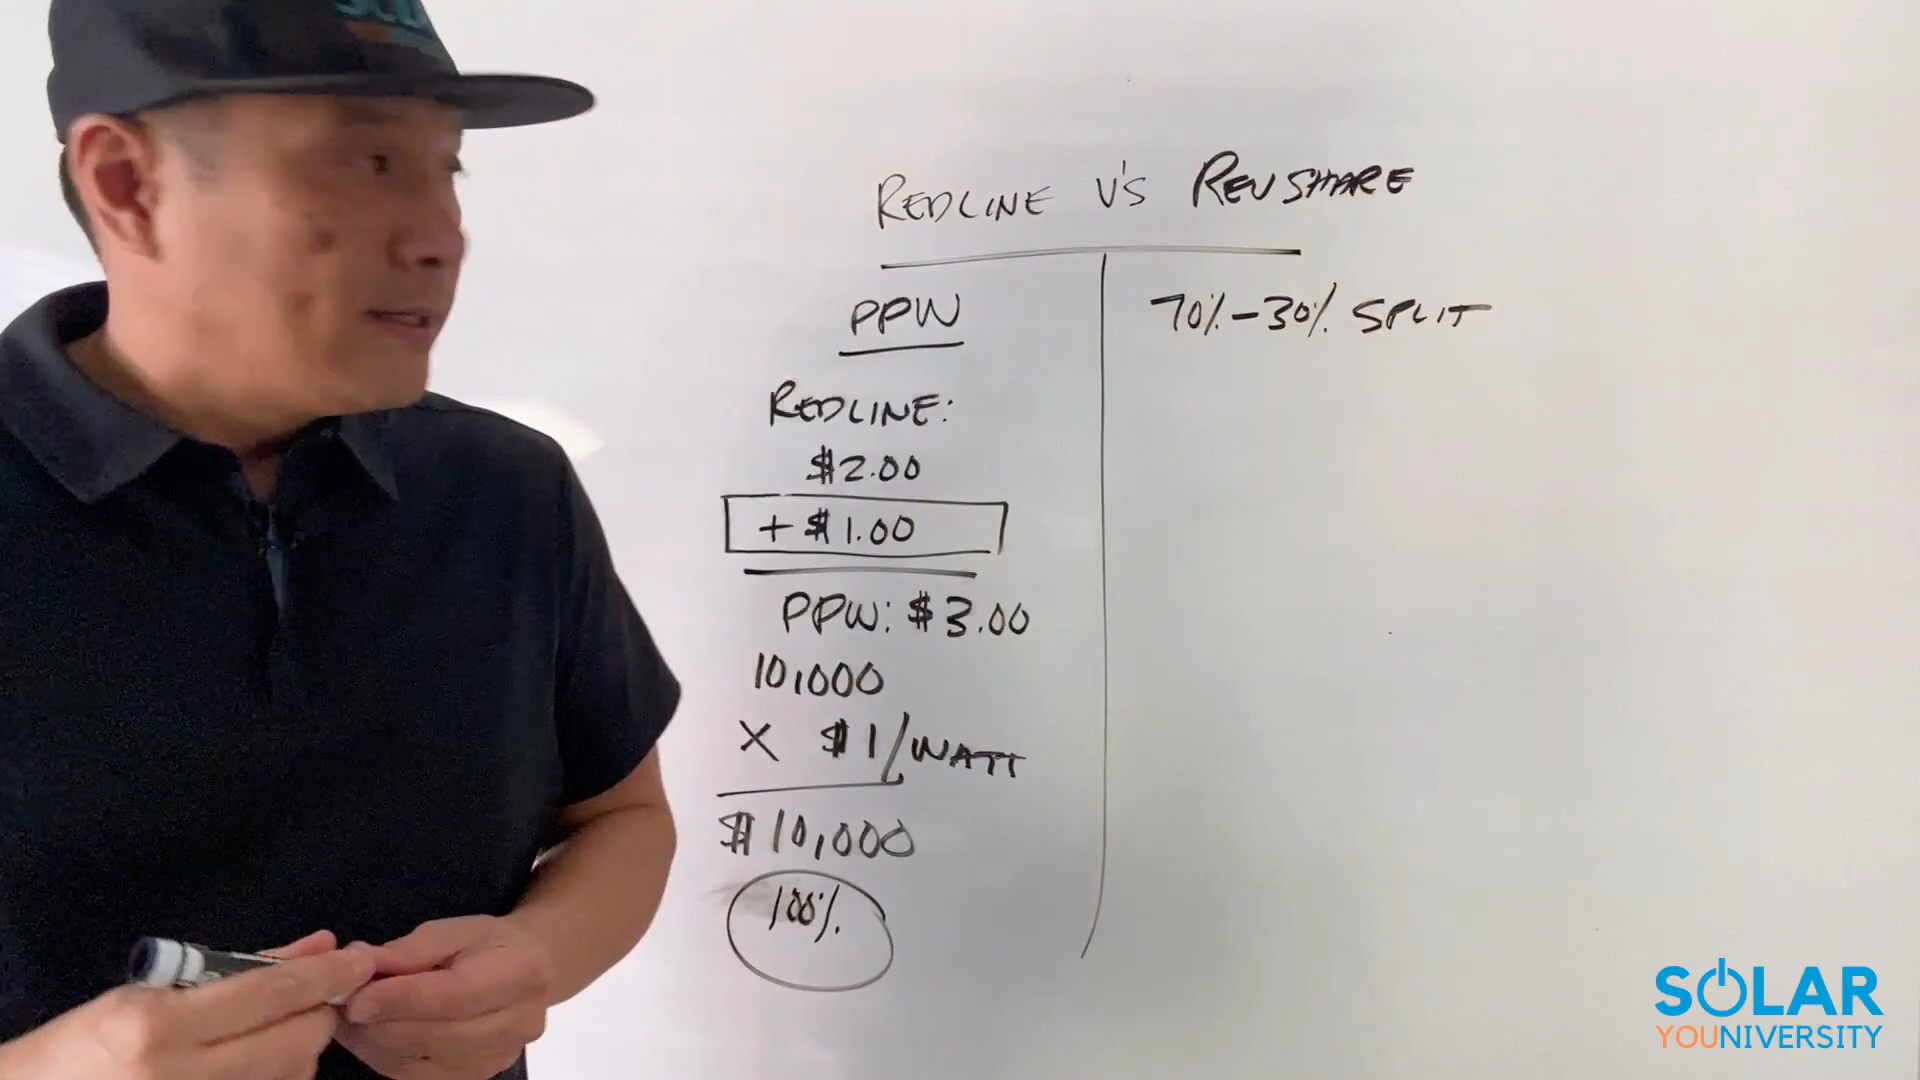 REDLINE V'S REVSHARE
PPW
REDLINE:
$2.00
+ $1.00
PPW: $3.00
10,000
X $1/WATT
$10,000
100%
70%-30% SPLIT
SOLAR
YOUNIVERSITY